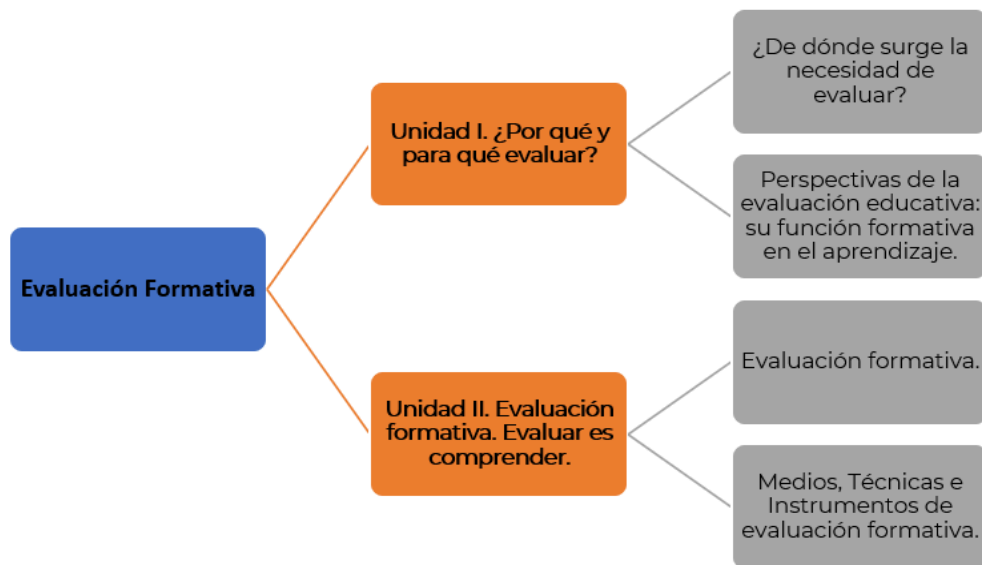 Evaluación Formativa
Unidad I. ¿Por qué y
para qué evaluar?
¿De dónde surge la
necesidad de
evaluar?
Perspectivas de la
evaluación educativa:
su función formativa
en el aprendizaje.
Unidad II. Evaluación
formativa. Evaluar es
comprender.
Evaluación formativa.
Medios, Técnicas e
Instrumentos de
evaluación formativa.